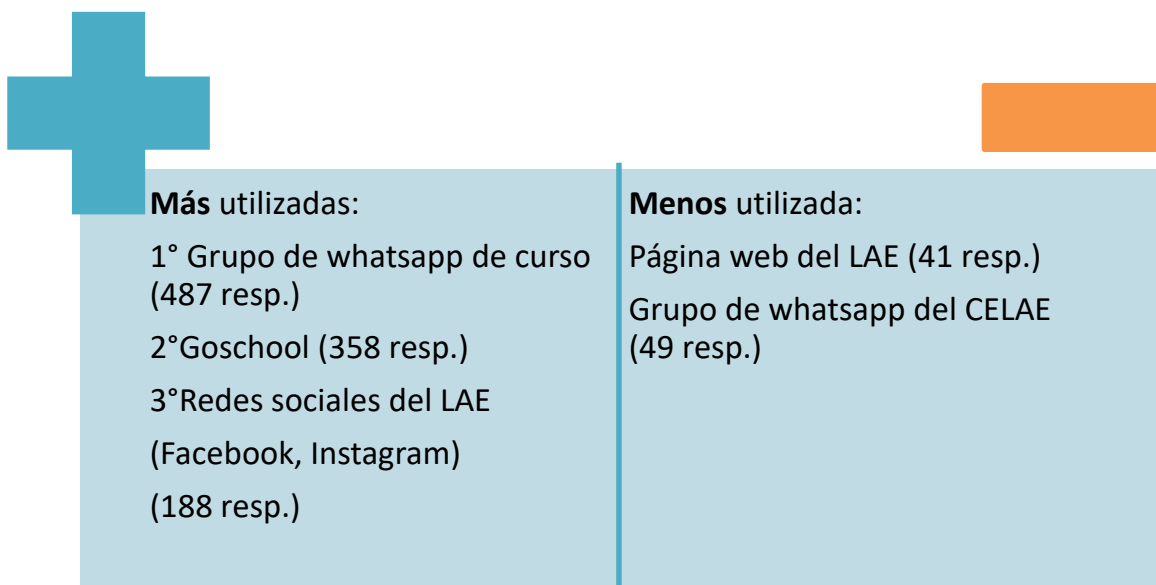 Más utilizadas:
1° Grupo de whatsapp de curso
(487 resp.)
2°Goschool (358 resp.)
3°Redes sociales del LAE
(Facebook, Instagram)
(188 resp.)
Menos utilizada:
Página web del LAE (41 resp.)
Grupo de whatsapp del CELAE
(49 resp.)